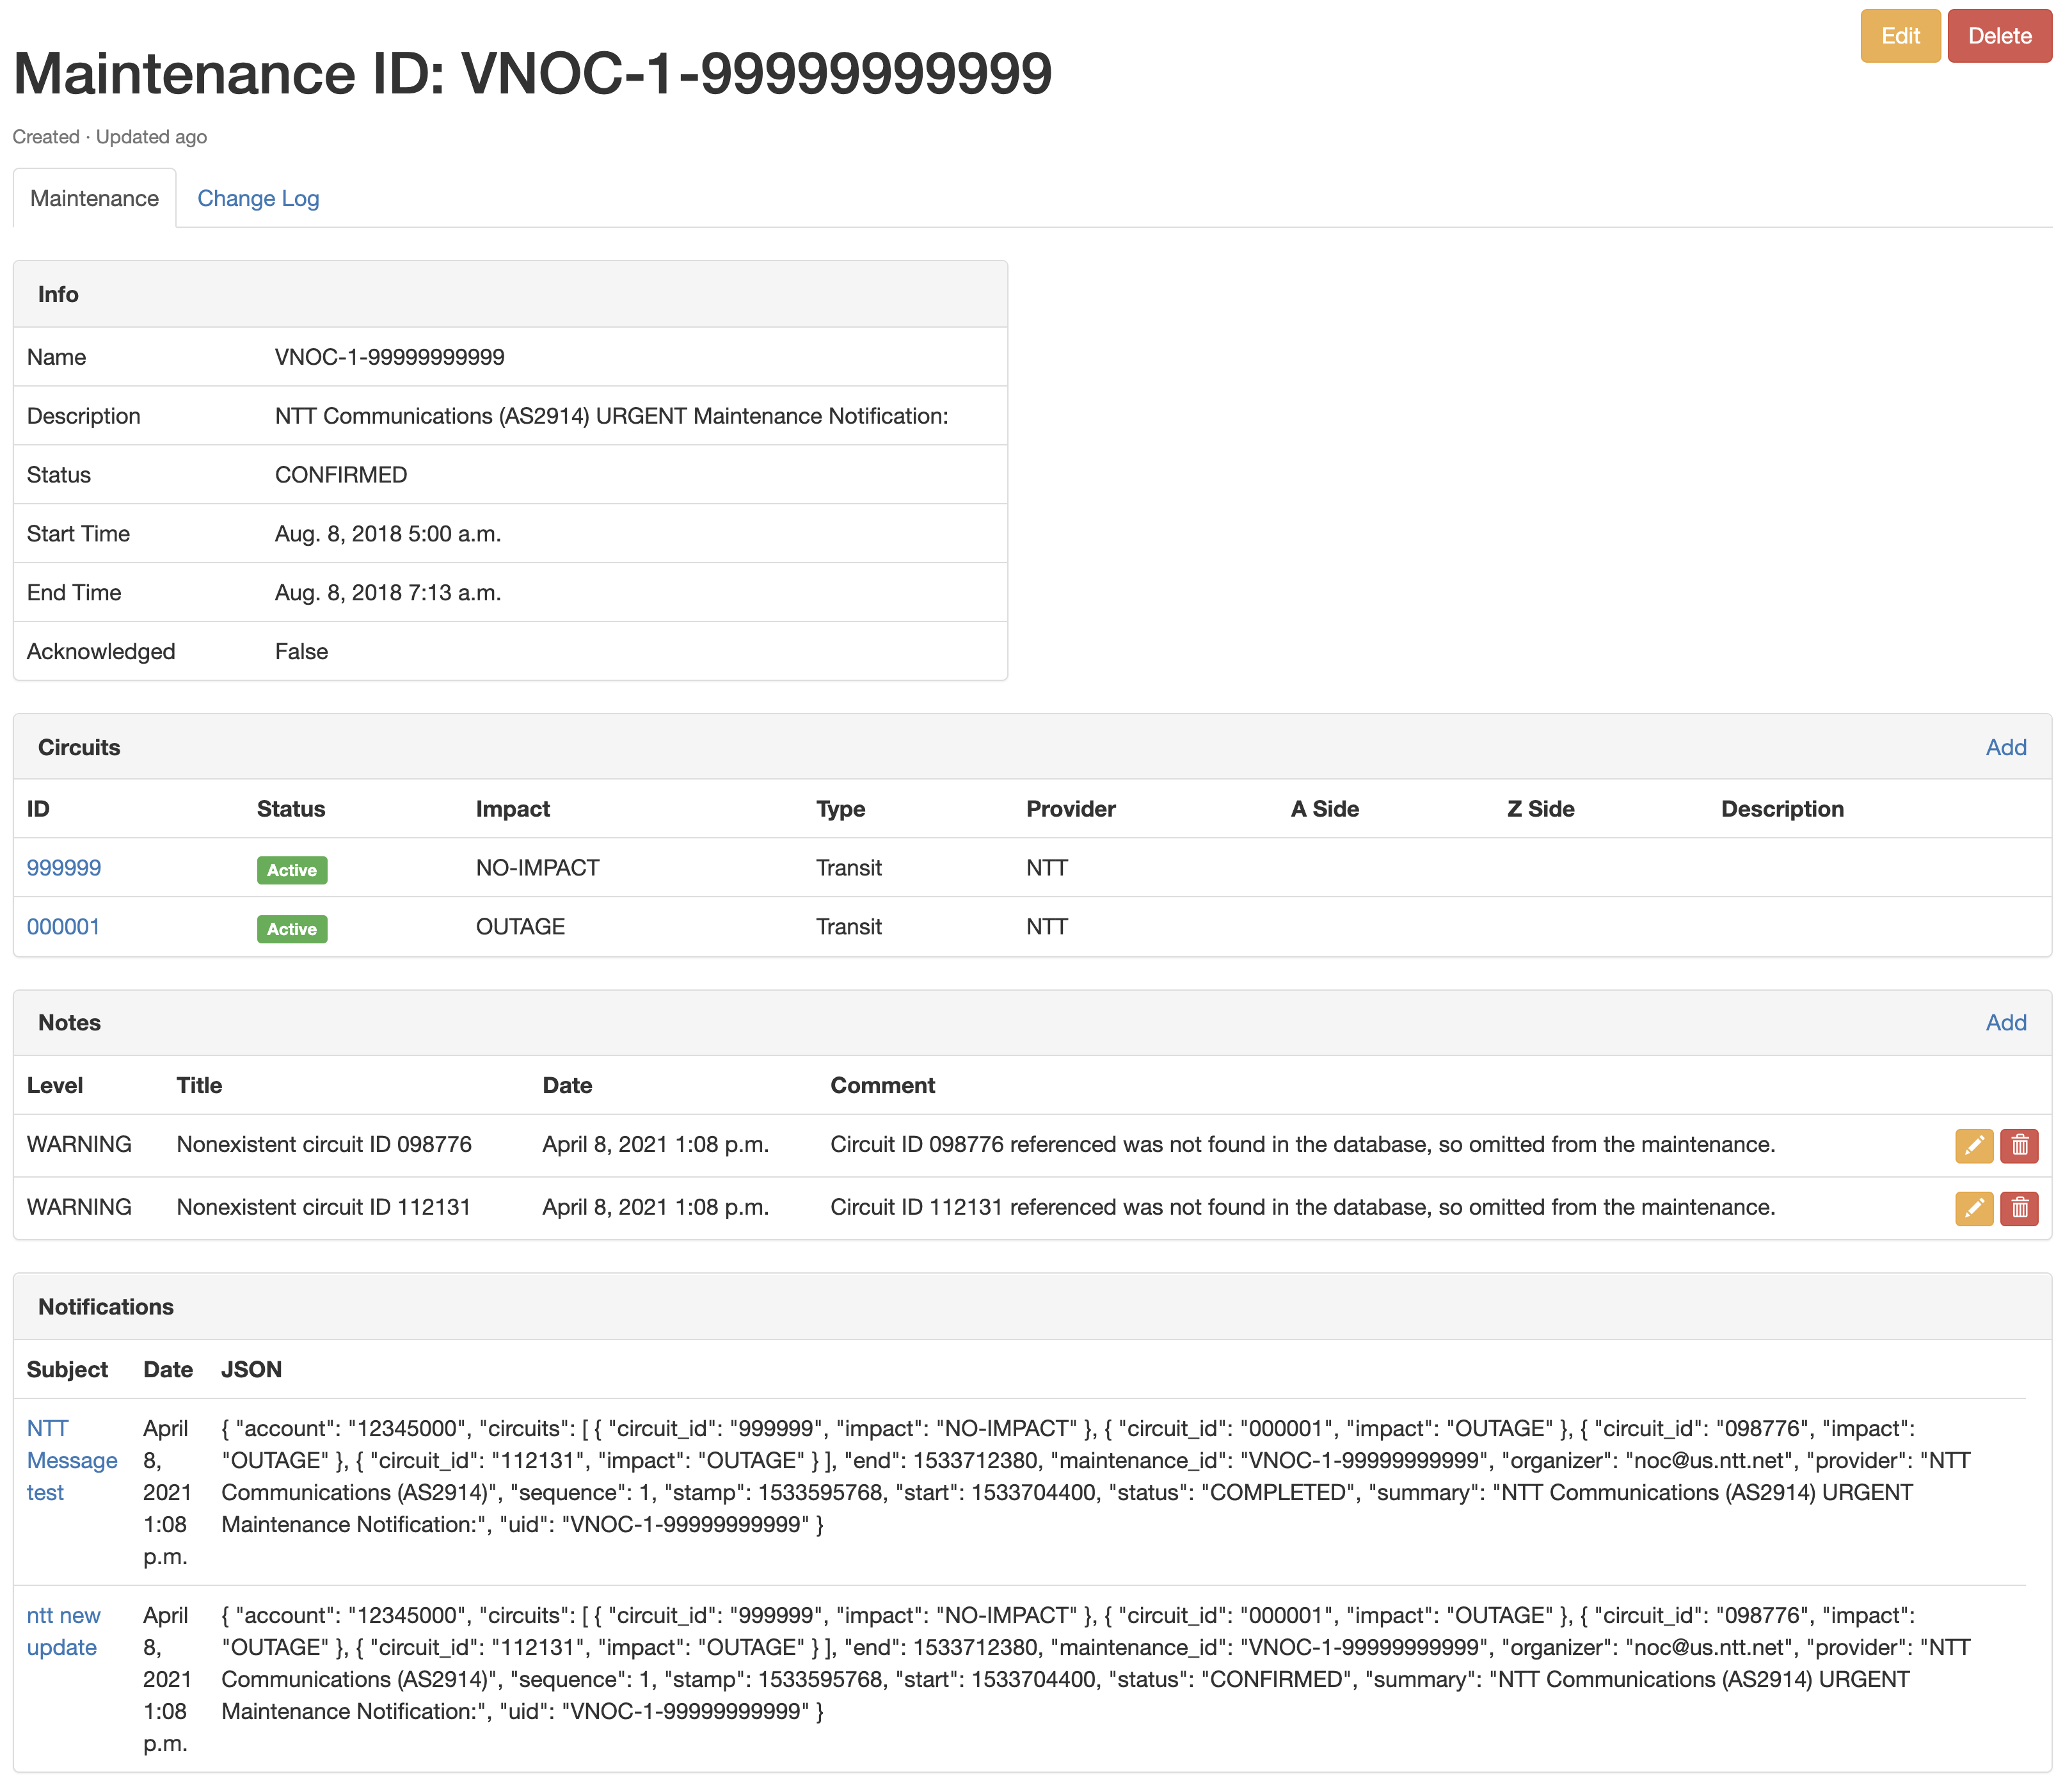 Edit Delete
Maintenance ID: VNOC-1-99999999999
Created · Updated ago
Maintenance Change Log
Info
Name VNOC-1-99999999999
Description NTT Communications (AS2914) URGENT Maintenance Notification:
Status CONFIRMED
Start Time Aug. 8, 2018 5:00 a.m.
End Time Aug. 8, 2018 7:13 a.m.
Acknowledged False
Circuits Add
ID Status Impact Type Provider A Side Z Side Description
999999 Active NO-IMPACT Transit NTT
000001 Active OUTAGE Transit NTT
Notes Add
Level Title Date Comment
WARNING Nonexistent circuit ID 098776 April 8, 2021 1:08 p.m. Circuit ID 098776 referenced was not found in the database, so omitted from the maintenance.
WARNING Nonexistent circuit ID 112131 April 8, 2021 1:08 p.m. Circuit ID 112131 referenced was not found in the database, so omitted from the maintenance.
Notifications
Subject Date JSON
NTT April { "account": "12345000", "circuits": [ { "circuit_id": "999999", "impact": "NO-IMPACT" }, { "circuit_id": "000001", "impact": "OUTAGE" }, { "circuit_id": "098776", "impact":
Message 8, "OUTAGE" }, { "circuit_id": "112131", "impact": "OUTAGE" } ], "end": 1533712380, "maintenance_id": "VNOC-1-99999999999", "organizer": "noc@us.ntt.net", "provider": "NTT
test 2021 Communications (AS2914)", "sequence": 1, "stamp": 1533595768, "start": 1533704400, "status": "COMPLETED", "summary": "NTT Communications (AS2914) URGENT
1:08 Maintenance Notification:", "uid": "VNOC-1-99999999999" }
p.m.
ntt new April { "account": "12345000", "circuits": [ { "circuit_id": "999999", "impact": "NO-IMPACT" }, { "circuit_id": "000001", "impact": "OUTAGE" }, { "circuit_id": "098776", "impact":
update 8, "OUTAGE" }, { "circuit_id": "112131", "impact": "OUTAGE" } ], "end": 1533712380, "maintenance_id": "VNOC-1-99999999999", "organizer": "noc@us.ntt.net", "provider": "NTT
2021 Communications (AS2914)", "sequence": 1, "stamp": 1533595768, "start": 1533704400, "status": "CONFIRMED", "summary": "NTT Communications (AS2914) URGENT
1:08 Maintenance Notification:", "uid": "VNOC-1-99999999999" }
p.m.